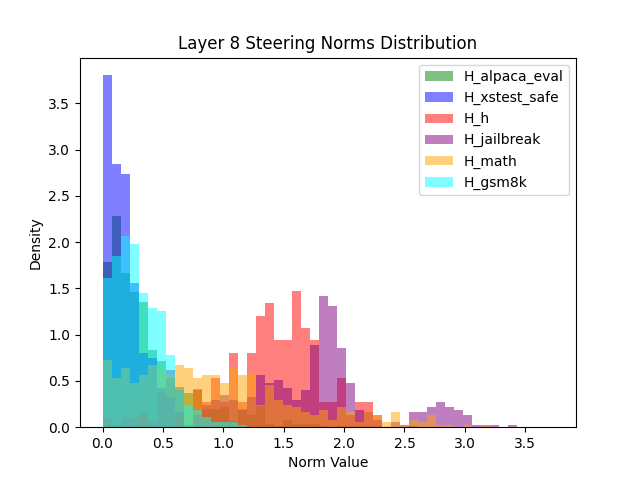 Layer 8 Steering Norms Distribution
H_alpaca_eval
H_xstest_safe
H_h
H_jailbreak
H_math
H_gsm8k
Density
3.5
3.0
2.5
2.0
1.5
1.0
0.5
0.0
0.0 0.5 1.0 1.5 2.0 2.5 3.0 3.5
Norm Value